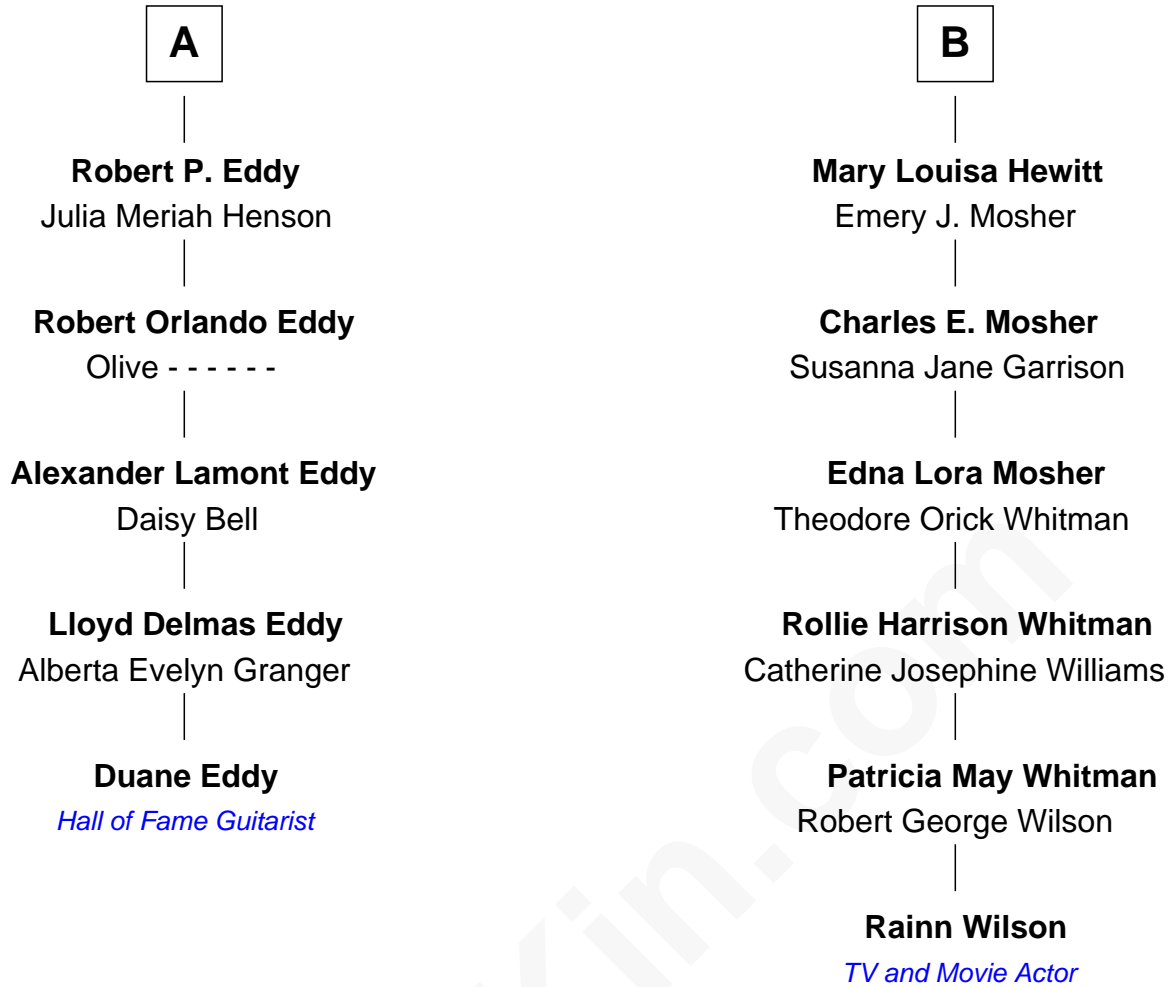 A
Robert P. Eddy
Julia Meriah Henson
Robert Orlando Eddy
Olive - - - - - -
Alexander Lamont Eddy
Daisy Bell
Lloyd Delmas Eddy
Alberta Evelyn Granger
Duane Eddy
Hall of Fame Guitarist
B
Mary Louisa Hewitt
Emery J. Mosher
Charles E. Mosher
Susanna Jane Garrison
Edna Lora Mosher
Theodore Orick Whitman
Rollie Harrison Whitman
Catherine Josephine Williams
Patricia May Whitman
Robert George Wilson
Rainn Wilson
TV and Movie Actor
Kin.com